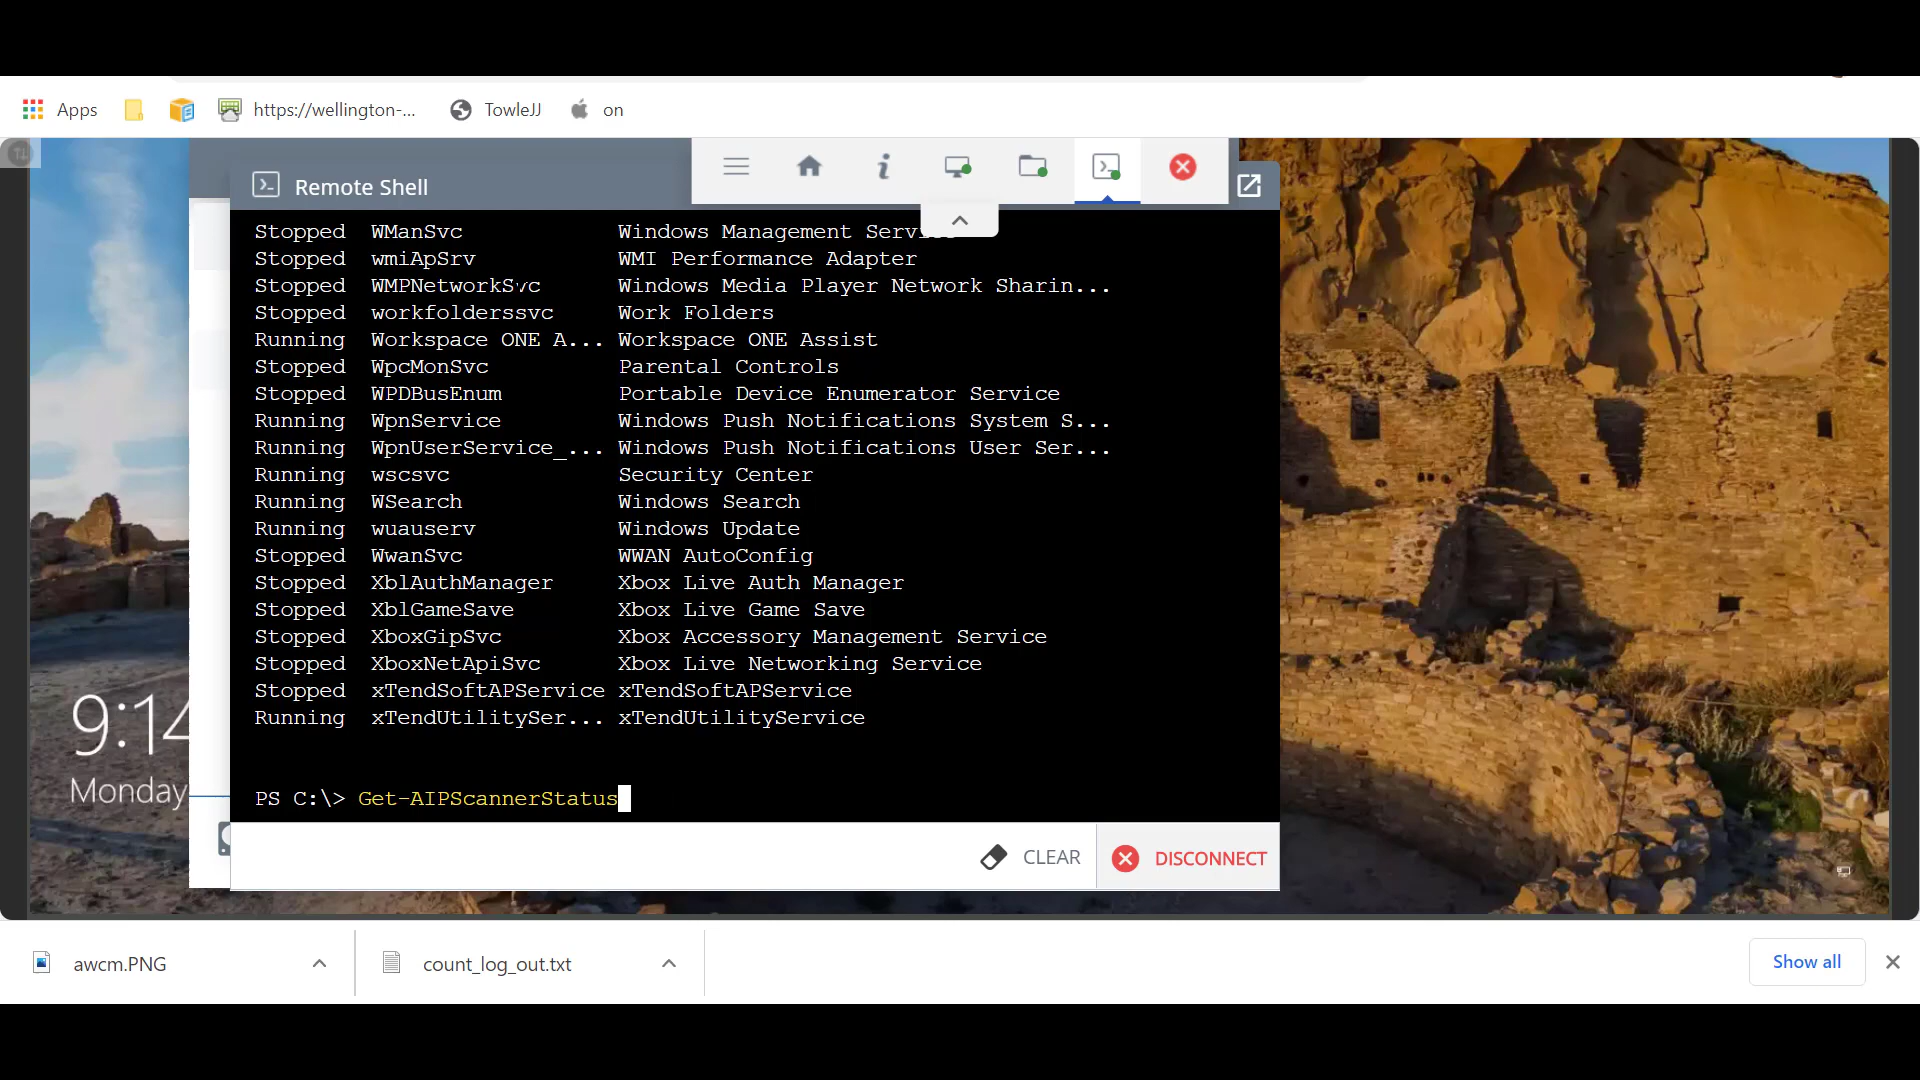 Apps https://wellington-... TowleJJ on
Remote Shell
Stopped WManSvc Windows Management
Stopped wmiApSrv WMI Performance Adapter
Stopped WMPNetworkSvc Windows Media Player Network Sharin...
Stopped workfolderssvc Work Folders
Running Workspace ONE A... Workspace ONE Assist
Stopped WpcMonSvc Parental Controls
Stopped WPDBusEnum Portable Device Enumerator Service
Running WpnService Windows Push Notifications System S...
Running WpnUserService_... Windows Push Notifications User Ser...
Running wscsvc Security Center
Running WSearch Windows Search
Running wuauserv Windows Update
Stopped WwanSvc WWAN AutoConfig
Stopped XblAuthManager Xbox Live Auth Manager
Stopped XblGameSave Xbox Live Game Save
Stopped XboxGipSvc Xbox Accessory Management Service
Stopped XboxNetApiSvc Xbox Live Networking Service
Stopped xTendSoftAPService xTendSoftAPService
Running xTendUtilitySer... xTendUtilityService
PS C:\> Get-AIPScannerStatus
9:14
Monday
CLEAR DISCONNECT
awcm.PNG count_log_out.txt Show all